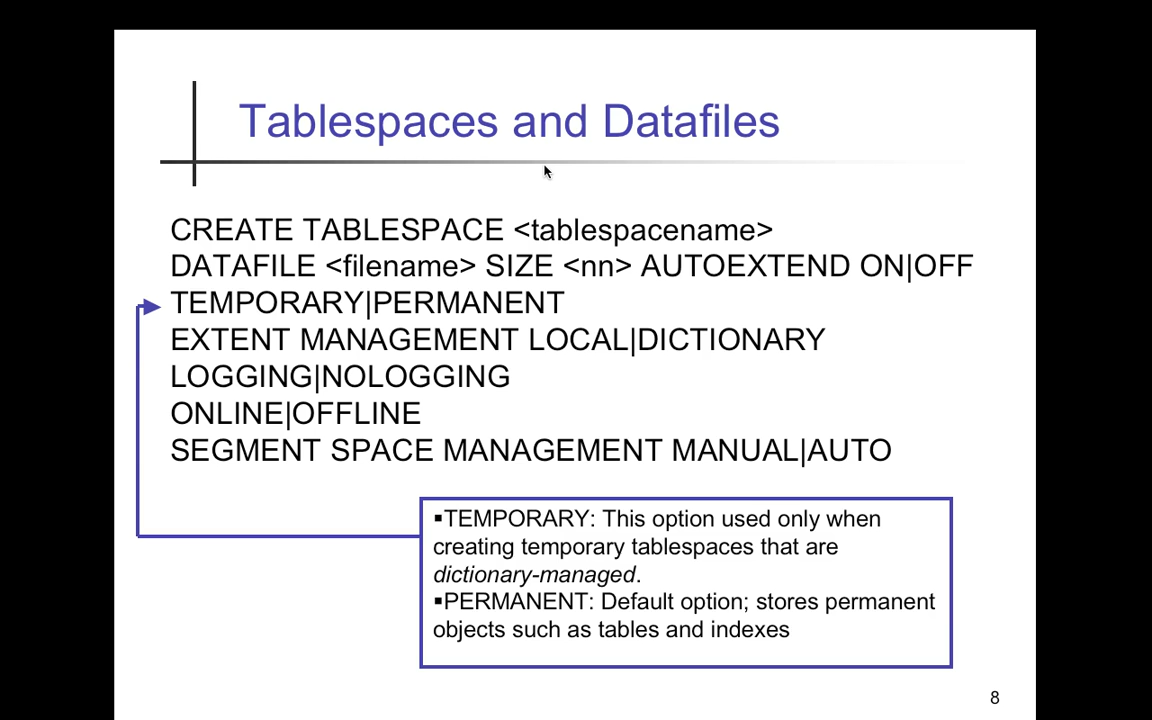 Tablespaces and Datafiles
CREATE TABLESPACE <tablespacename>
DATAFILE <filename> SIZE <nn> AUTOEXTEND ON|OFF
TEMPORARY|PERMANENT
EXTENT MANAGEMENT LOCAL|DICTIONARY
LOGGING|NOLOGGING
ONLINE|OFFLINE
SEGMENT SPACE MANAGEMENT MANUAL|AUTO
▪TEMPORARY: This option used only when
creating temporary tablespaces that are
dictionary-managed.
▪PERMANENT: Default option; stores permanent
objects such as tables and indexes
8